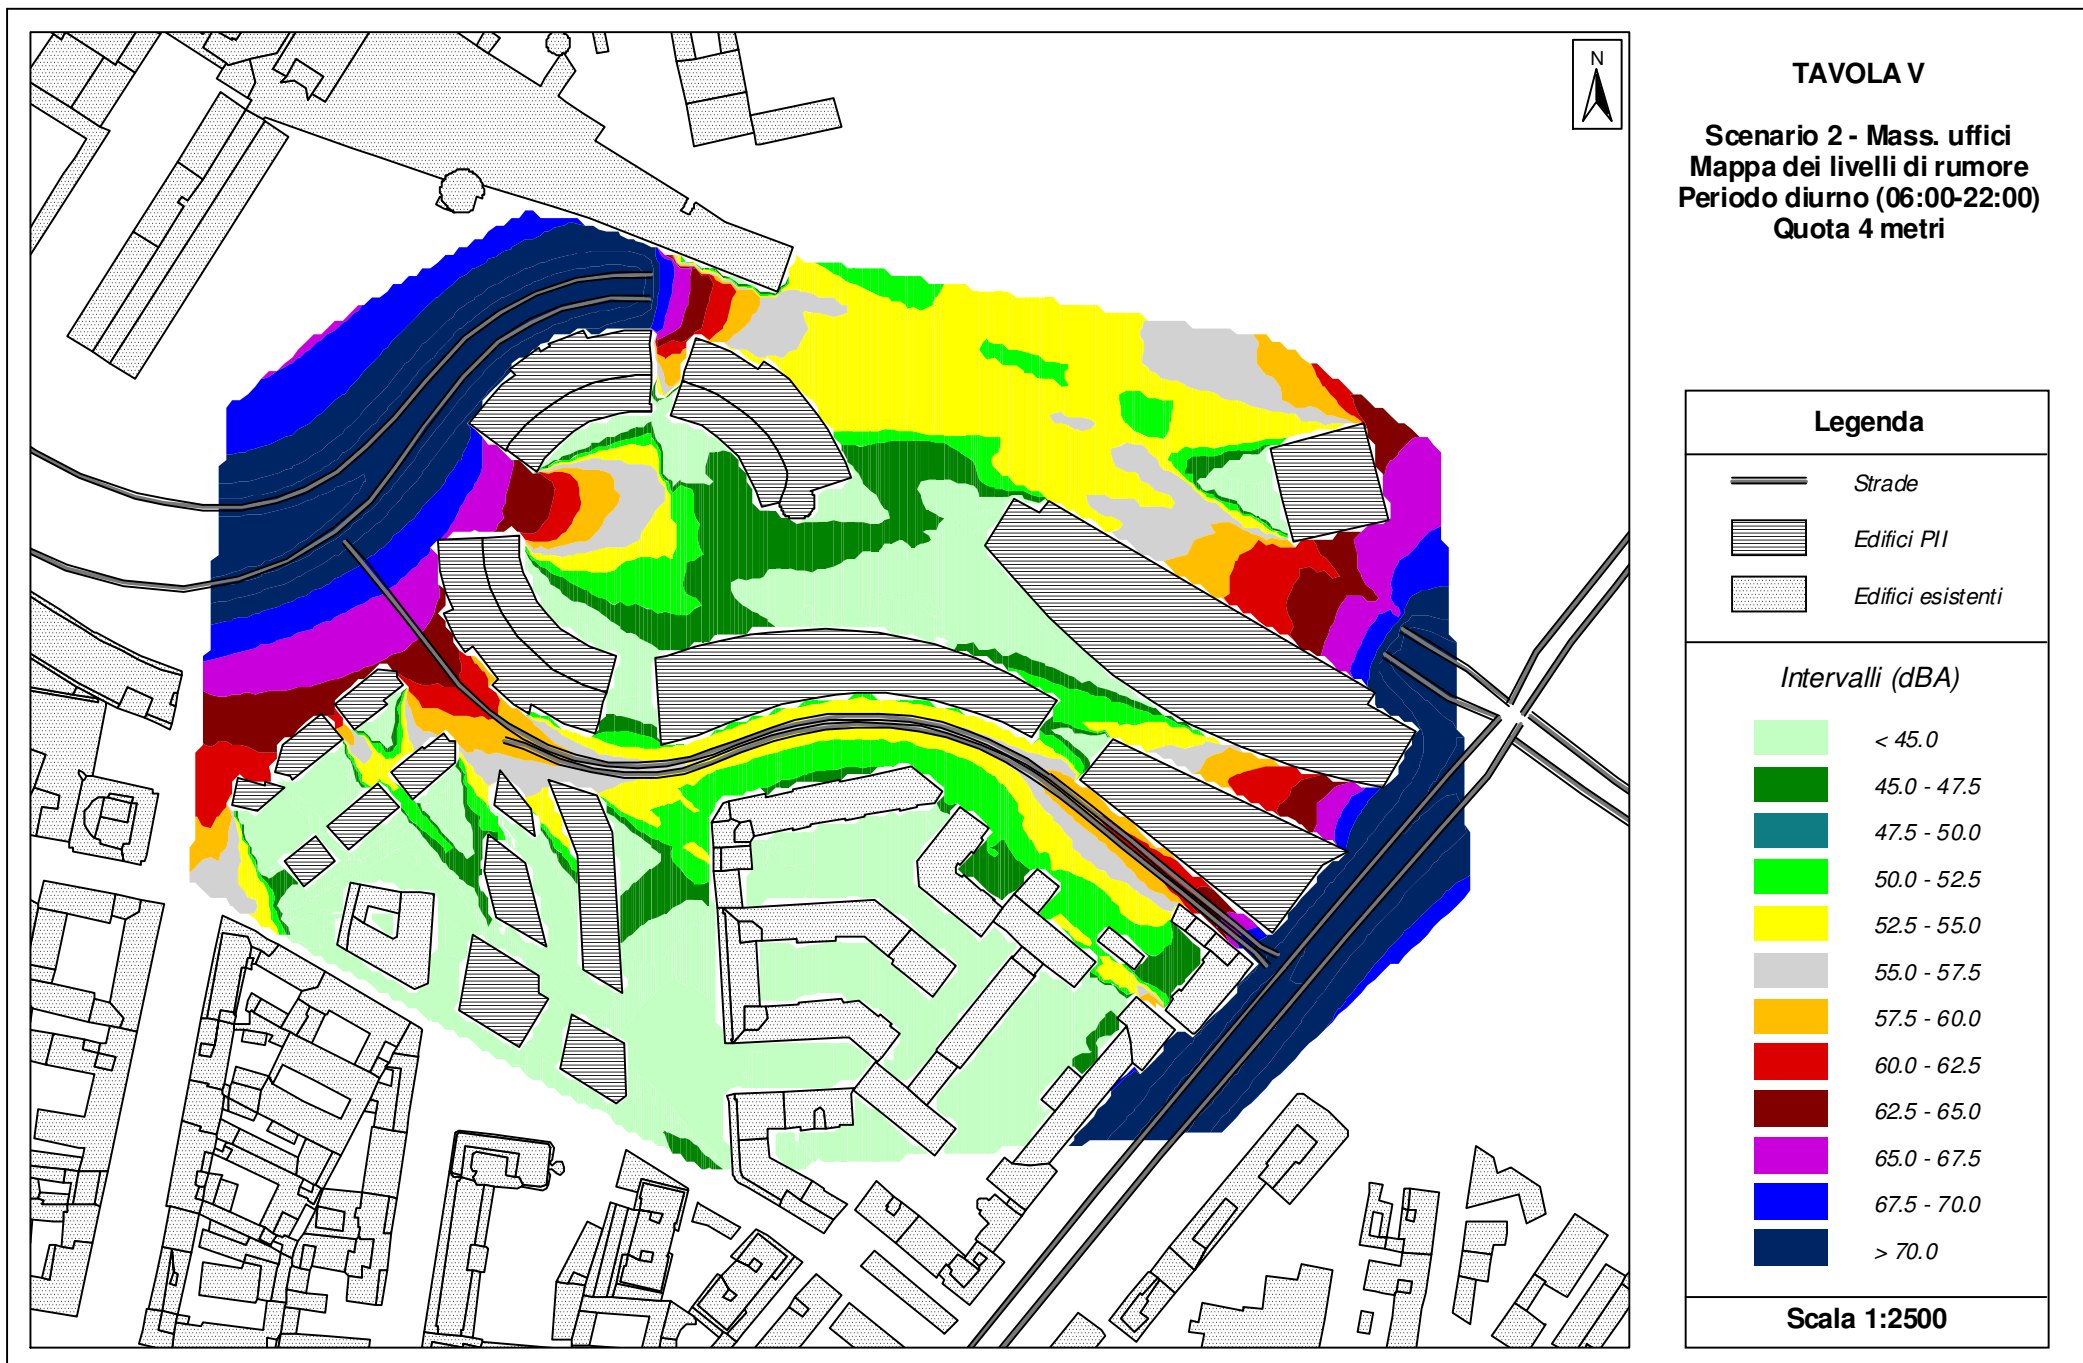 N
TAVOLA V
Scenario 2 - Mass. uffici
Mappa dei livelli di rumore
Periodo diurno (06:00-22:00)
Quota 4 metri
Legenda
Strade
Edifici PII
Edifici esistenti
Intervalli (dBA)
< 45.0
45.0 - 47.5
47.5 - 50.0
50.0 - 52.5
52.5 - 55.0
55.0 - 57.5
57.5 - 60.0
60.0 - 62.5
62.5 - 65.0
65.0 - 67.5
67.5 - 70.0
> 70.0
Scala 1:2500